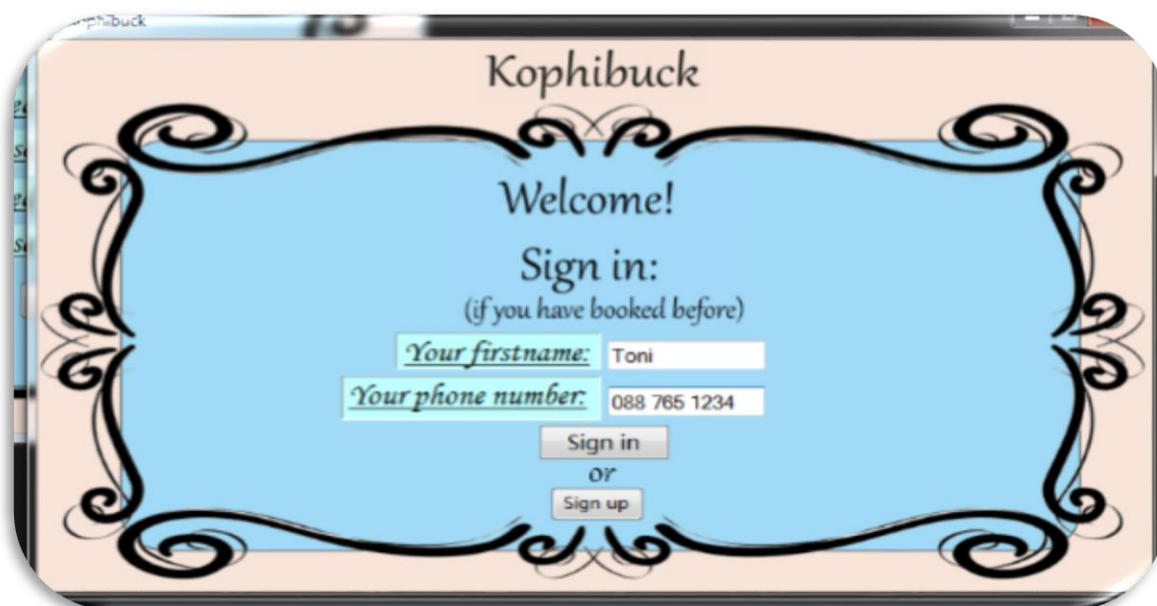 Kophibuck
Welcome!
Sign in:
(if you have booked before)
Your firstname: Toni
Your phone number: 088 765 1234
Sign in
or
Sign up